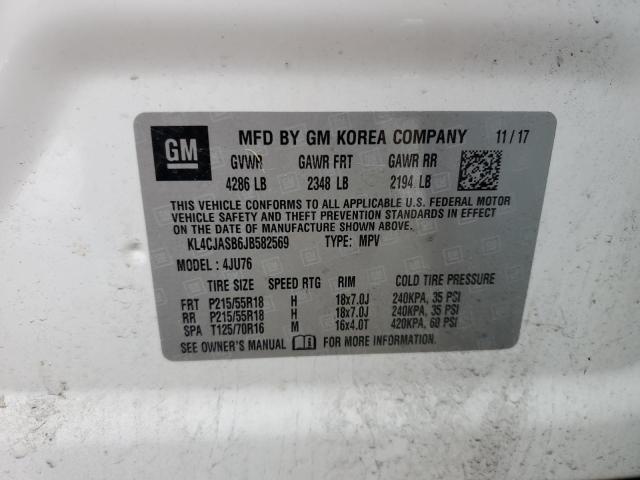 GM MFD BY GM KOREA COMPANY 11/17
GVWR GAWR FRT GAWR RR
4286 LB 2348 LB 2194 LB
THIS VEHICLE CONFORMS TO ALL APPLICABLE U.S. FEDERAL MOTOR
VEHICLE SAFETY AND THEFT PREVENTION STANDARDS IN EFFECT
ON THE DATE OF MANUFACTURE SHOWN ABOVE.
KL4CJASB6JB582569 TYPE: MPV
MODEL : 4JU76
TIRE SIZE SPEED RTG RIM COLD TIRE PRESSURE
FRT P215/55R18 H 18x7.0J 240KPA, 35 PSI
RR P215/55R18 H 18x7.0J 240KPA, 35 PSI
SPA T125/70R16 M 16x4.0T 420KPA, 60 PSI
SEE OWNER'S MANUAL FOR MORE INFORMATION